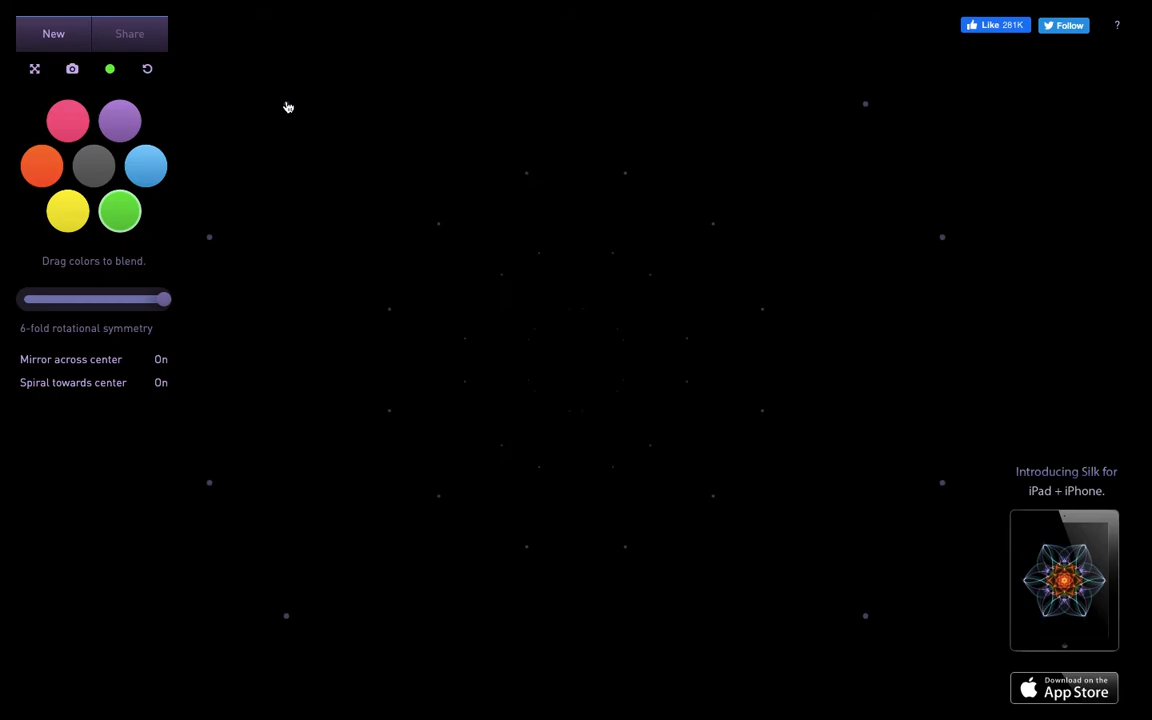 New Share
Like 281K Follow ?
Drag colors to blend.
6-fold rotational symmetry
Mirror across center On
Spiral towards center On
Introducing Silk for
iPad + iPhone.
Download on the
App Store